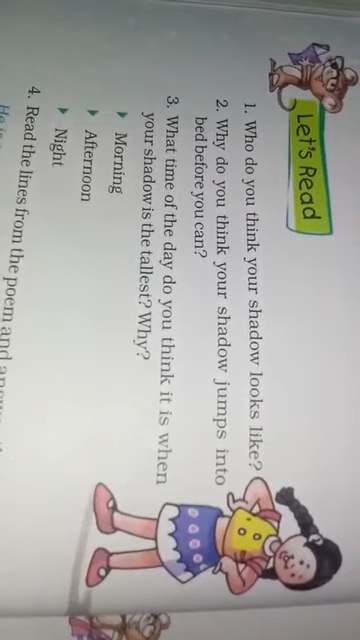 Let's Read
1. Who do you think your shadow looks like?
2. Why do you think your shadow jumps into
bed before you can?
3. What time of the day do you think it is when
your shadow is the tallest? Why?
Morning
Afternoon
Night
4. Read the lines from the poem and